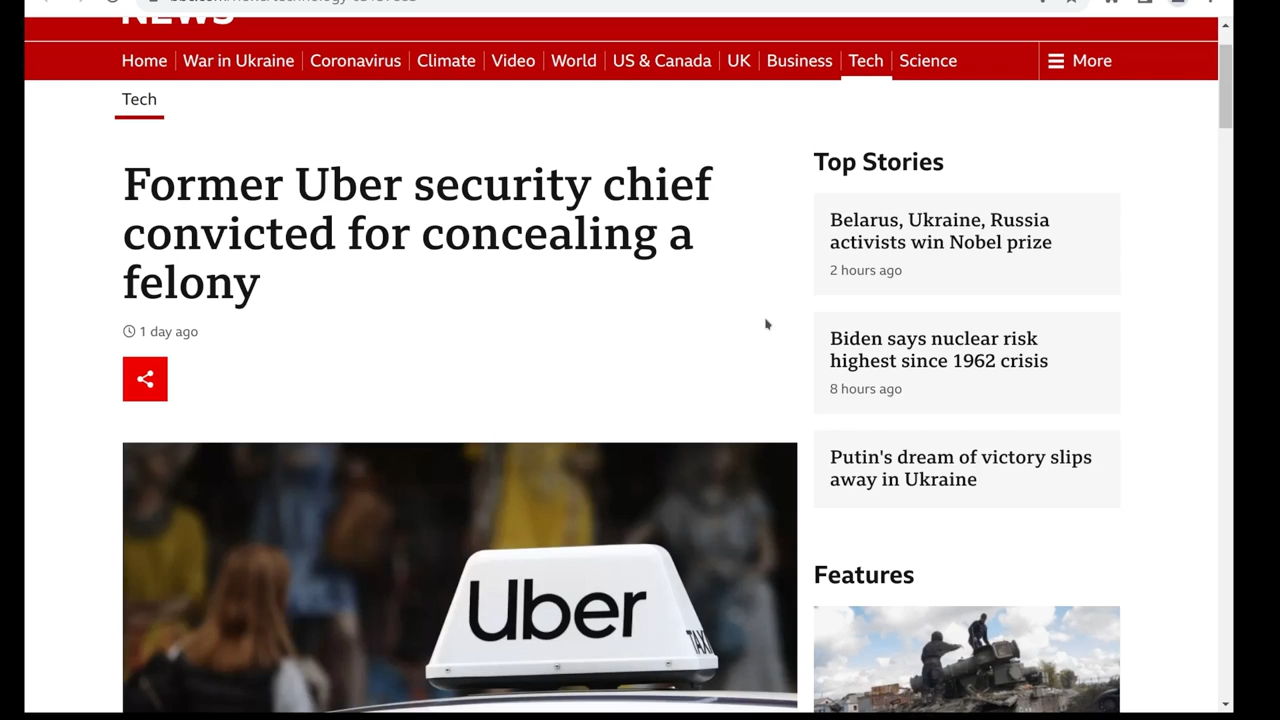 NEWS
Home War in Ukraine Coronavirus Climate Video World US & Canada UK Business Tech Science More
Tech
Former Uber security chief
convicted for concealing a
felony
1 day ago
Top Stories
Belarus, Ukraine, Russia
activists win Nobel prize
2 hours ago
Biden says nuclear risk
highest since 1962 crisis
8 hours ago
Putin's dream of victory slips
away in Ukraine
Features
Uber
TAXI